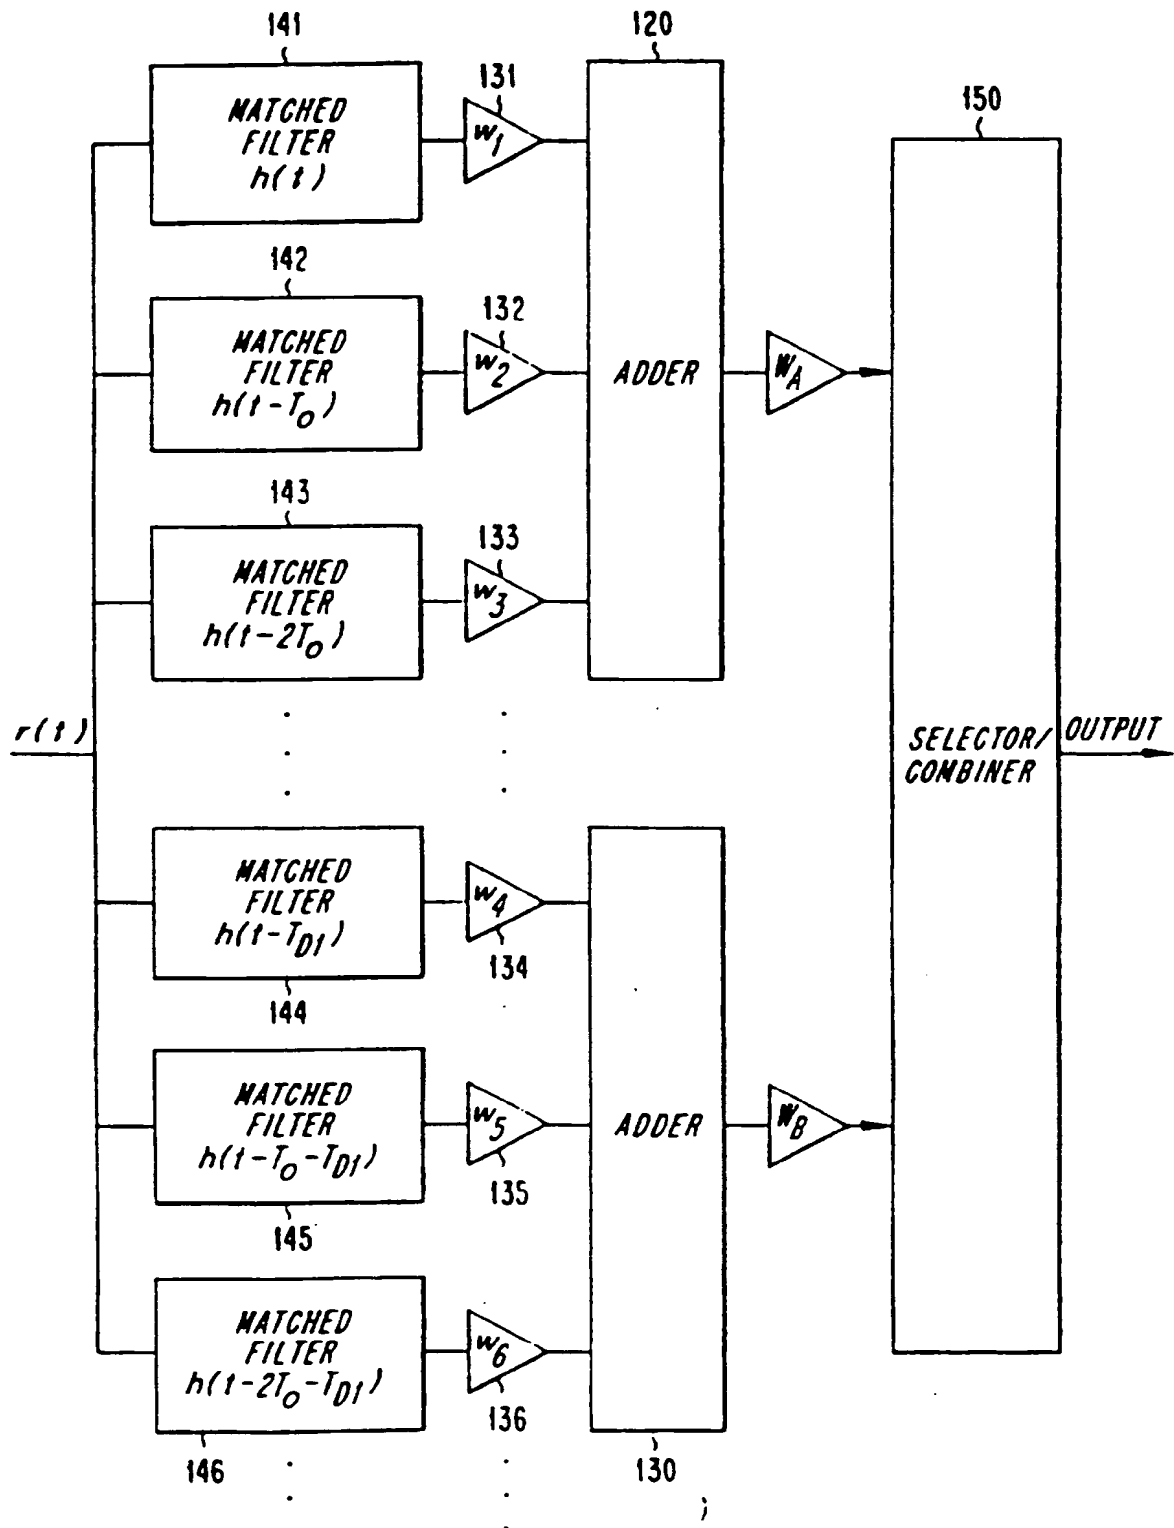 141
MATCHED
FILTER
h(t)
131
w1
120
ADDER
150
142
MATCHED
FILTER
h(t-To)
132
w2
WA
143
MATCHED
FILTER
h(t-2To)
133
w3
r(t)
SELECTOR/
COMBINER
OUTPUT
MATCHED
FILTER
h(t-TD1)
144
w4
134
MATCHED
FILTER
h(t-To-TD1)
145
w5
135
ADDER
WB
MATCHED
FILTER
h(t-2To-TD1)
146
w6
136
130